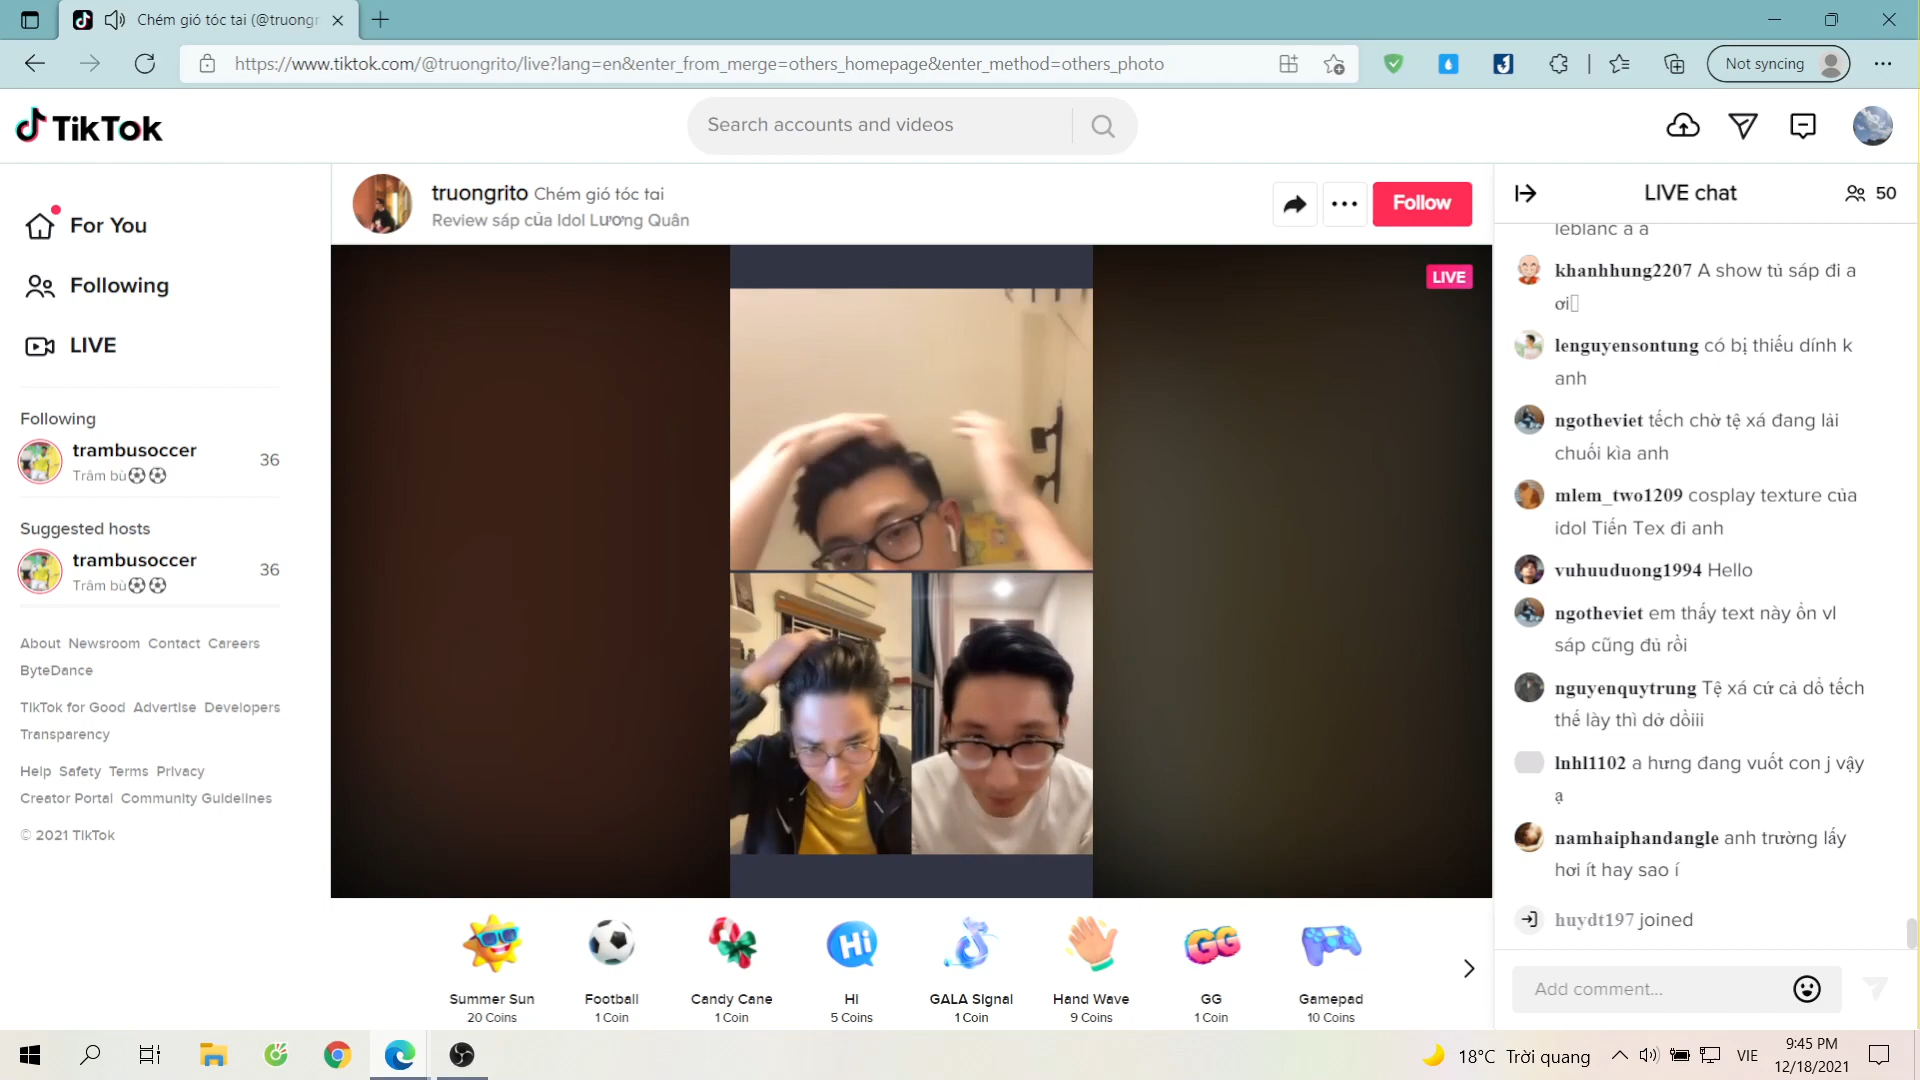 Chém gió tóc tai (@truongr
https://www.tiktok.com/@truongrito/live?lang=en&enter_from_merge=others_homepage&enter_method=others_photo
Not syncing
TikTok
Search accounts and videos
For You
Following
LIVE
Following
trambusoccer
Trâm bù⚽⚽
36
Suggested hosts
trambusoccer
Trâm bù⚽⚽
36
About Newsroom Contact Careers
ByteDance
TikTok for Good Advertise Developers
Transparency
Help Safety Terms Privacy
Creator Portal Community Guidelines
© 2021 TikTok
truongrito Chém gió tóc tai
Review sáp của Idol Lương Quân
Follow
LIVE
Summer Sun
20 Coins
Football
1 Coin
Candy Cane
1 Coin
Hi
HI
5 Coins
GALA Signal
1 Coin
Hand Wave
9 Coins
GG
GG
1 Coin
Gamepad
10 Coins
LIVE chat
50
leblanc a a
khanhhung2207 A show tủ sáp đi a
ơi
lenguyensontung có bị thiếu dính k
anh
ngotheviet tếch chờ tệ xá đang lải
chuối kìa anh
mlem_two1209 cosplay texture của
idol Tiến Tex đi anh
vuhuuduong1994 Hello
ngotheviet em thấy text này ổn vl
sáp cũng đủ rồi
nguyenquytrung Tệ xá cứ cả dổ tếch
thế lày thì dở dồiii
lnhl1102 a hưng đang vuốt con j vậy
ạ
namhaiphandangle anh trường lấy
hơi ít hay sao í
huydt197 joined
Add comment...
18°C Trời quang
VIE
9:45 PM
12/18/2021